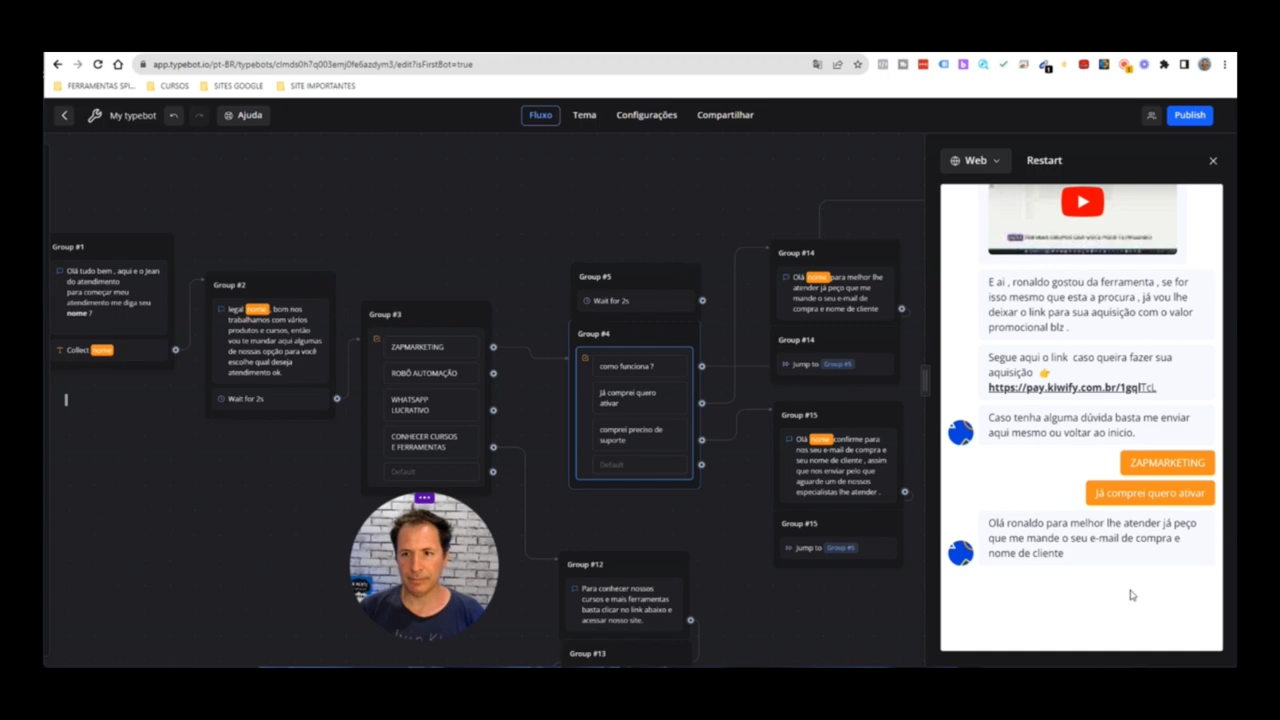 app.typebot.io/pt-BR/typebots/clmds0h7q003emj0fe6azdym3/edit?isFirstBot=true
FERRAMENTAS SPI...
CURSOS
SITES GOOGLE
SITE IMPORTANTES
My typebot
Ajuda
Fluxo
Tema
Configurações
Compartilhar
Publish
Group #1
Olá tudo bem , aqui e o Jean
do atendimento
para começar meu
atendimento me diga seu
nome ?
Collect nome
Group #2
legal nome , bom nos
trabalhamos com vários
produtos e cursos, então
vou te mandar aqui algumas
de nossas opção para você
escolhe qual deseja
atendimento ok.
Wait for 2s
Group #3
ZAPMARKETING
ROBÔ AUTOMAÇÃO
WHATSAPP
LUCRATIVO
CONHECER CURSOS
E FERRAMENTAS
Default
Group #5
Wait for 2s
Group #4
como funciona ?
Já comprei quero
ativar
comprei preciso de
suporte
Default
Group #12
Para conhecer nossos
cursos e mais ferramentas
basta clicar no link abaixo e
acessar nosso site.
Group #13
Group #14
Olá nome para melhor lhe
atender já peço que me
mande o seu e-mail de
compra e nome de cliente
Group #14
Jump to Group #5
Group #15
Olá nome confirme para
nos seu e-mail de compra e
seu nome de cliente , assim
que nos enviar pelo que
aguarde um de nossos
especialistas lhe atender .
Group #15
Jump to Group #5
Web
Restart
E ai , ronaldo gostou da ferramenta , se for
isso mesmo que esta a procura , já vou lhe
deixar o link para sua aquisição com o valor
promocional blz .
Segue aqui o link caso queira fazer sua
aquisição 👉
https://pay.kiwify.com.br/1gqlTcL
Caso tenha alguma dúvida basta me enviar
aqui mesmo ou voltar ao inicio.
ZAPMARKETING
Já comprei quero ativar
Olá ronaldo para melhor lhe atender já peço
que me mande o seu e-mail de compra e
nome de cliente